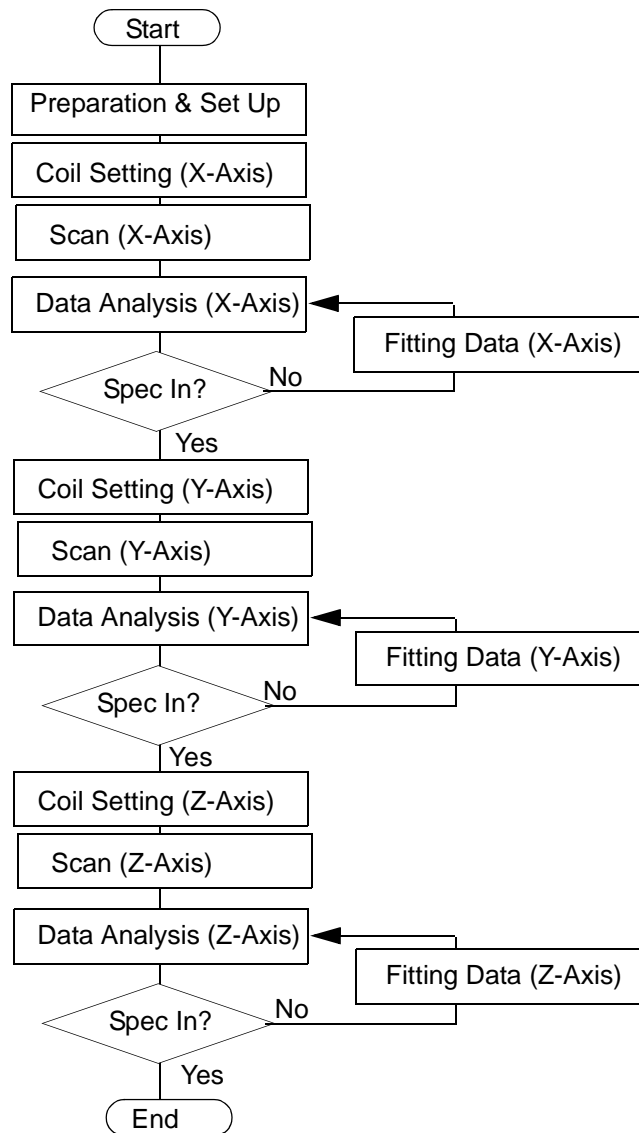 Start
Preparation & Set Up
Coil Setting (X-Axis)
Scan (X-Axis)
Data Analysis (X-Axis)
Fitting Data (X-Axis)
Spec In?
No
Yes
Coil Setting (Y-Axis)
Scan (Y-Axis)
Data Analysis (Y-Axis)
Fitting Data (Y-Axis)
Spec In?
No
Yes
Coil Setting (Z-Axis)
Scan (Z-Axis)
Data Analysis (Z-Axis)
Fitting Data (Z-Axis)
Spec In?
No
Yes
End